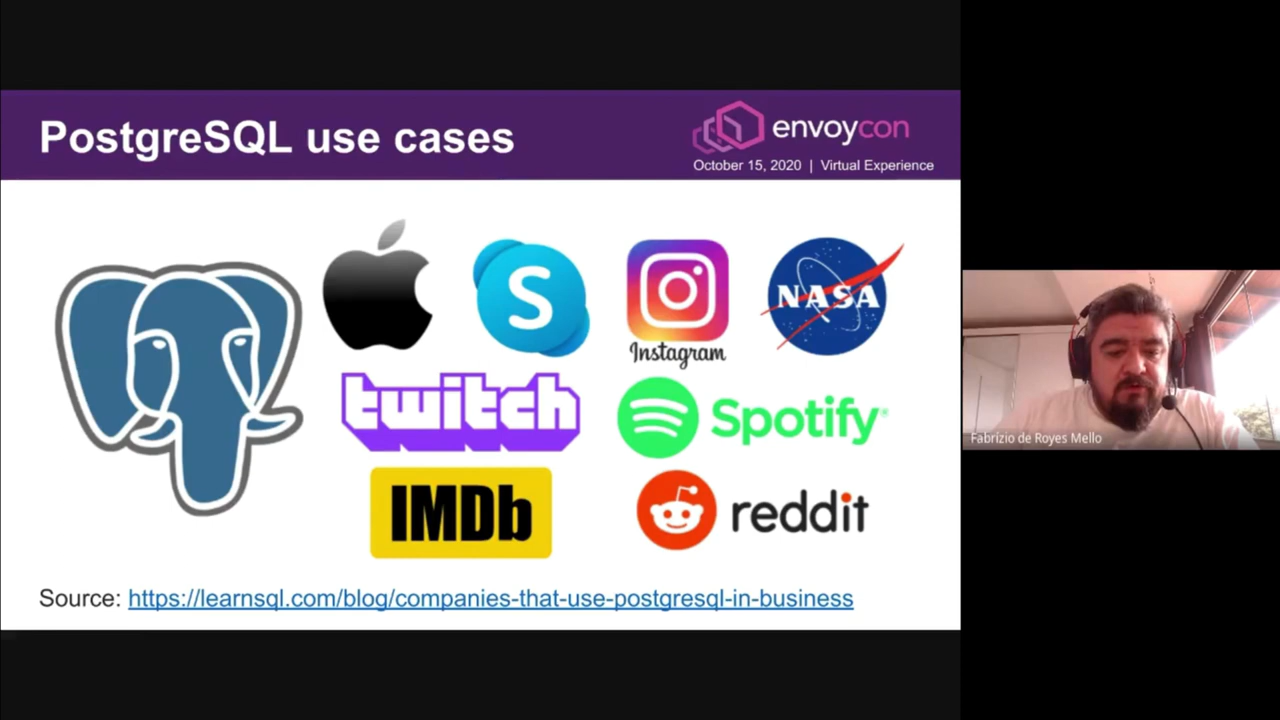 PostgreSQL use cases
envoycon
October 15, 2020 | Virtual Experience
S
Instagram
NASA
twitch
Spotify®
IMDb
reddit
Source: https://learnsql.com/blog/companies-that-use-postgresql-in-business
Fabrízio de Royes Mello